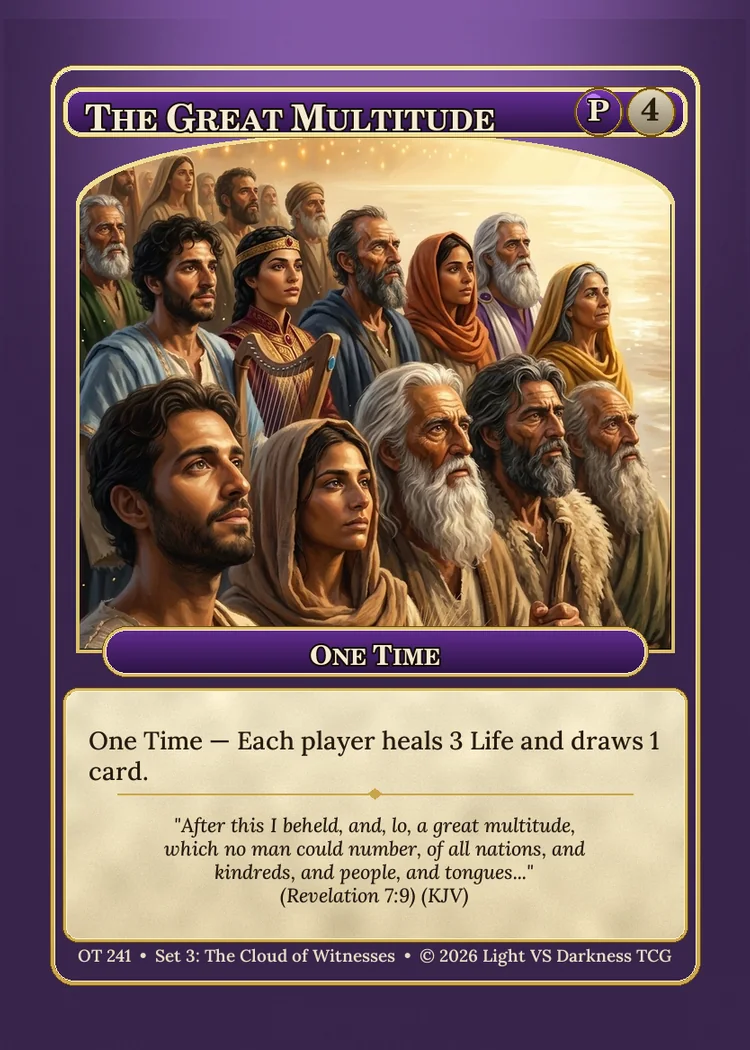 The Great Multitude P 4
One Time
One Time — Each player heals 3 Life and draws 1
card.
"After this I beheld, and, lo, a great multitude,
which no man could number, of all nations, and
kindreds, and people, and tongues..."
(Revelation 7:9) (KJV)
OT 241 • Set 3: The Cloud of Witnesses • © 2026 Light VS Darkness TCG